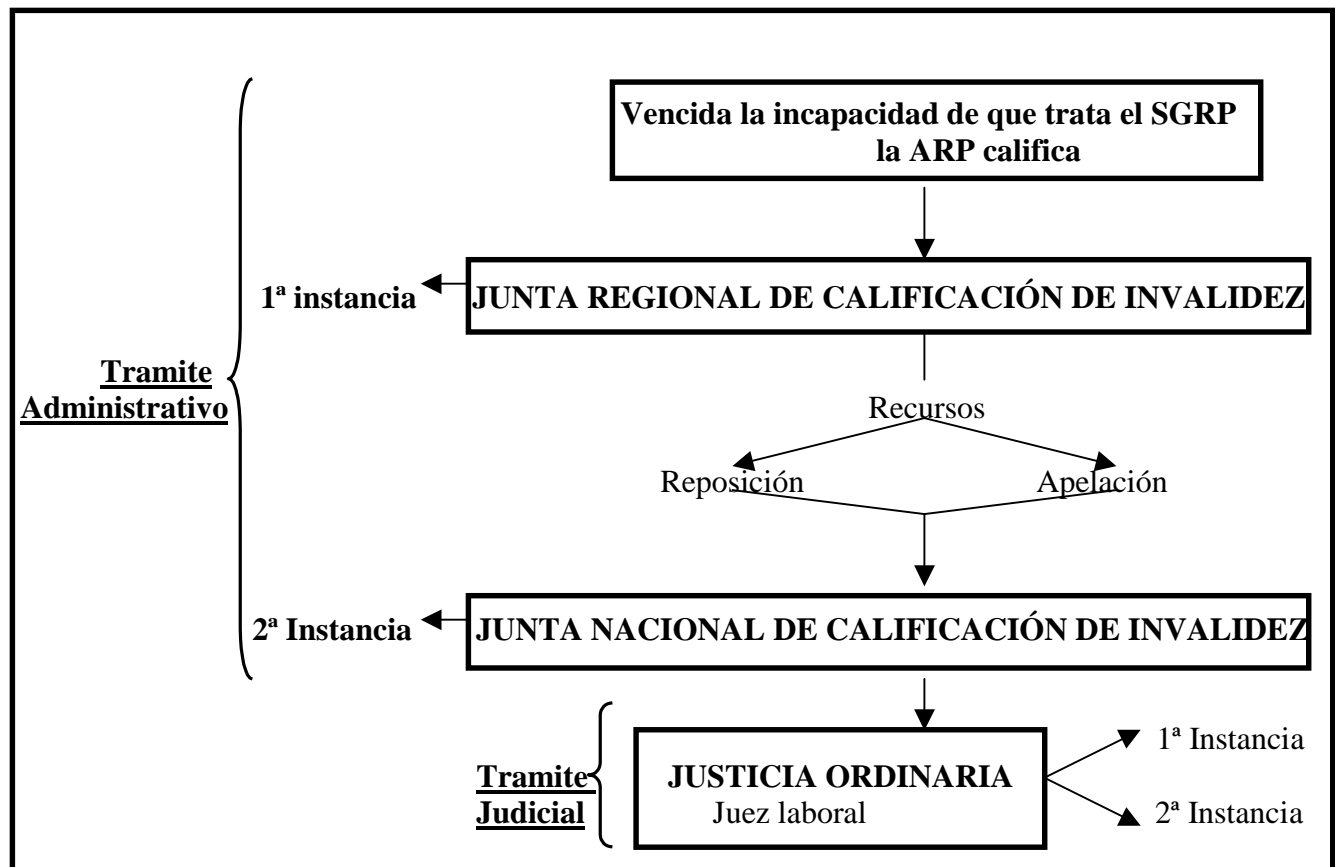 Vencida la incapacidad de que trata el SGRP
la ARP califica
1ª instancia
JUNTA REGIONAL DE CALIFICACIÓN DE INVALIDEZ
Tramite
Administrativo
Recursos
Reposición
Apelación
2ª Instancia
JUNTA NACIONAL DE CALIFICACIÓN DE INVALIDEZ
Tramite
Judicial
JUSTICIA ORDINARIA
Juez laboral
1ª Instancia
2ª Instancia